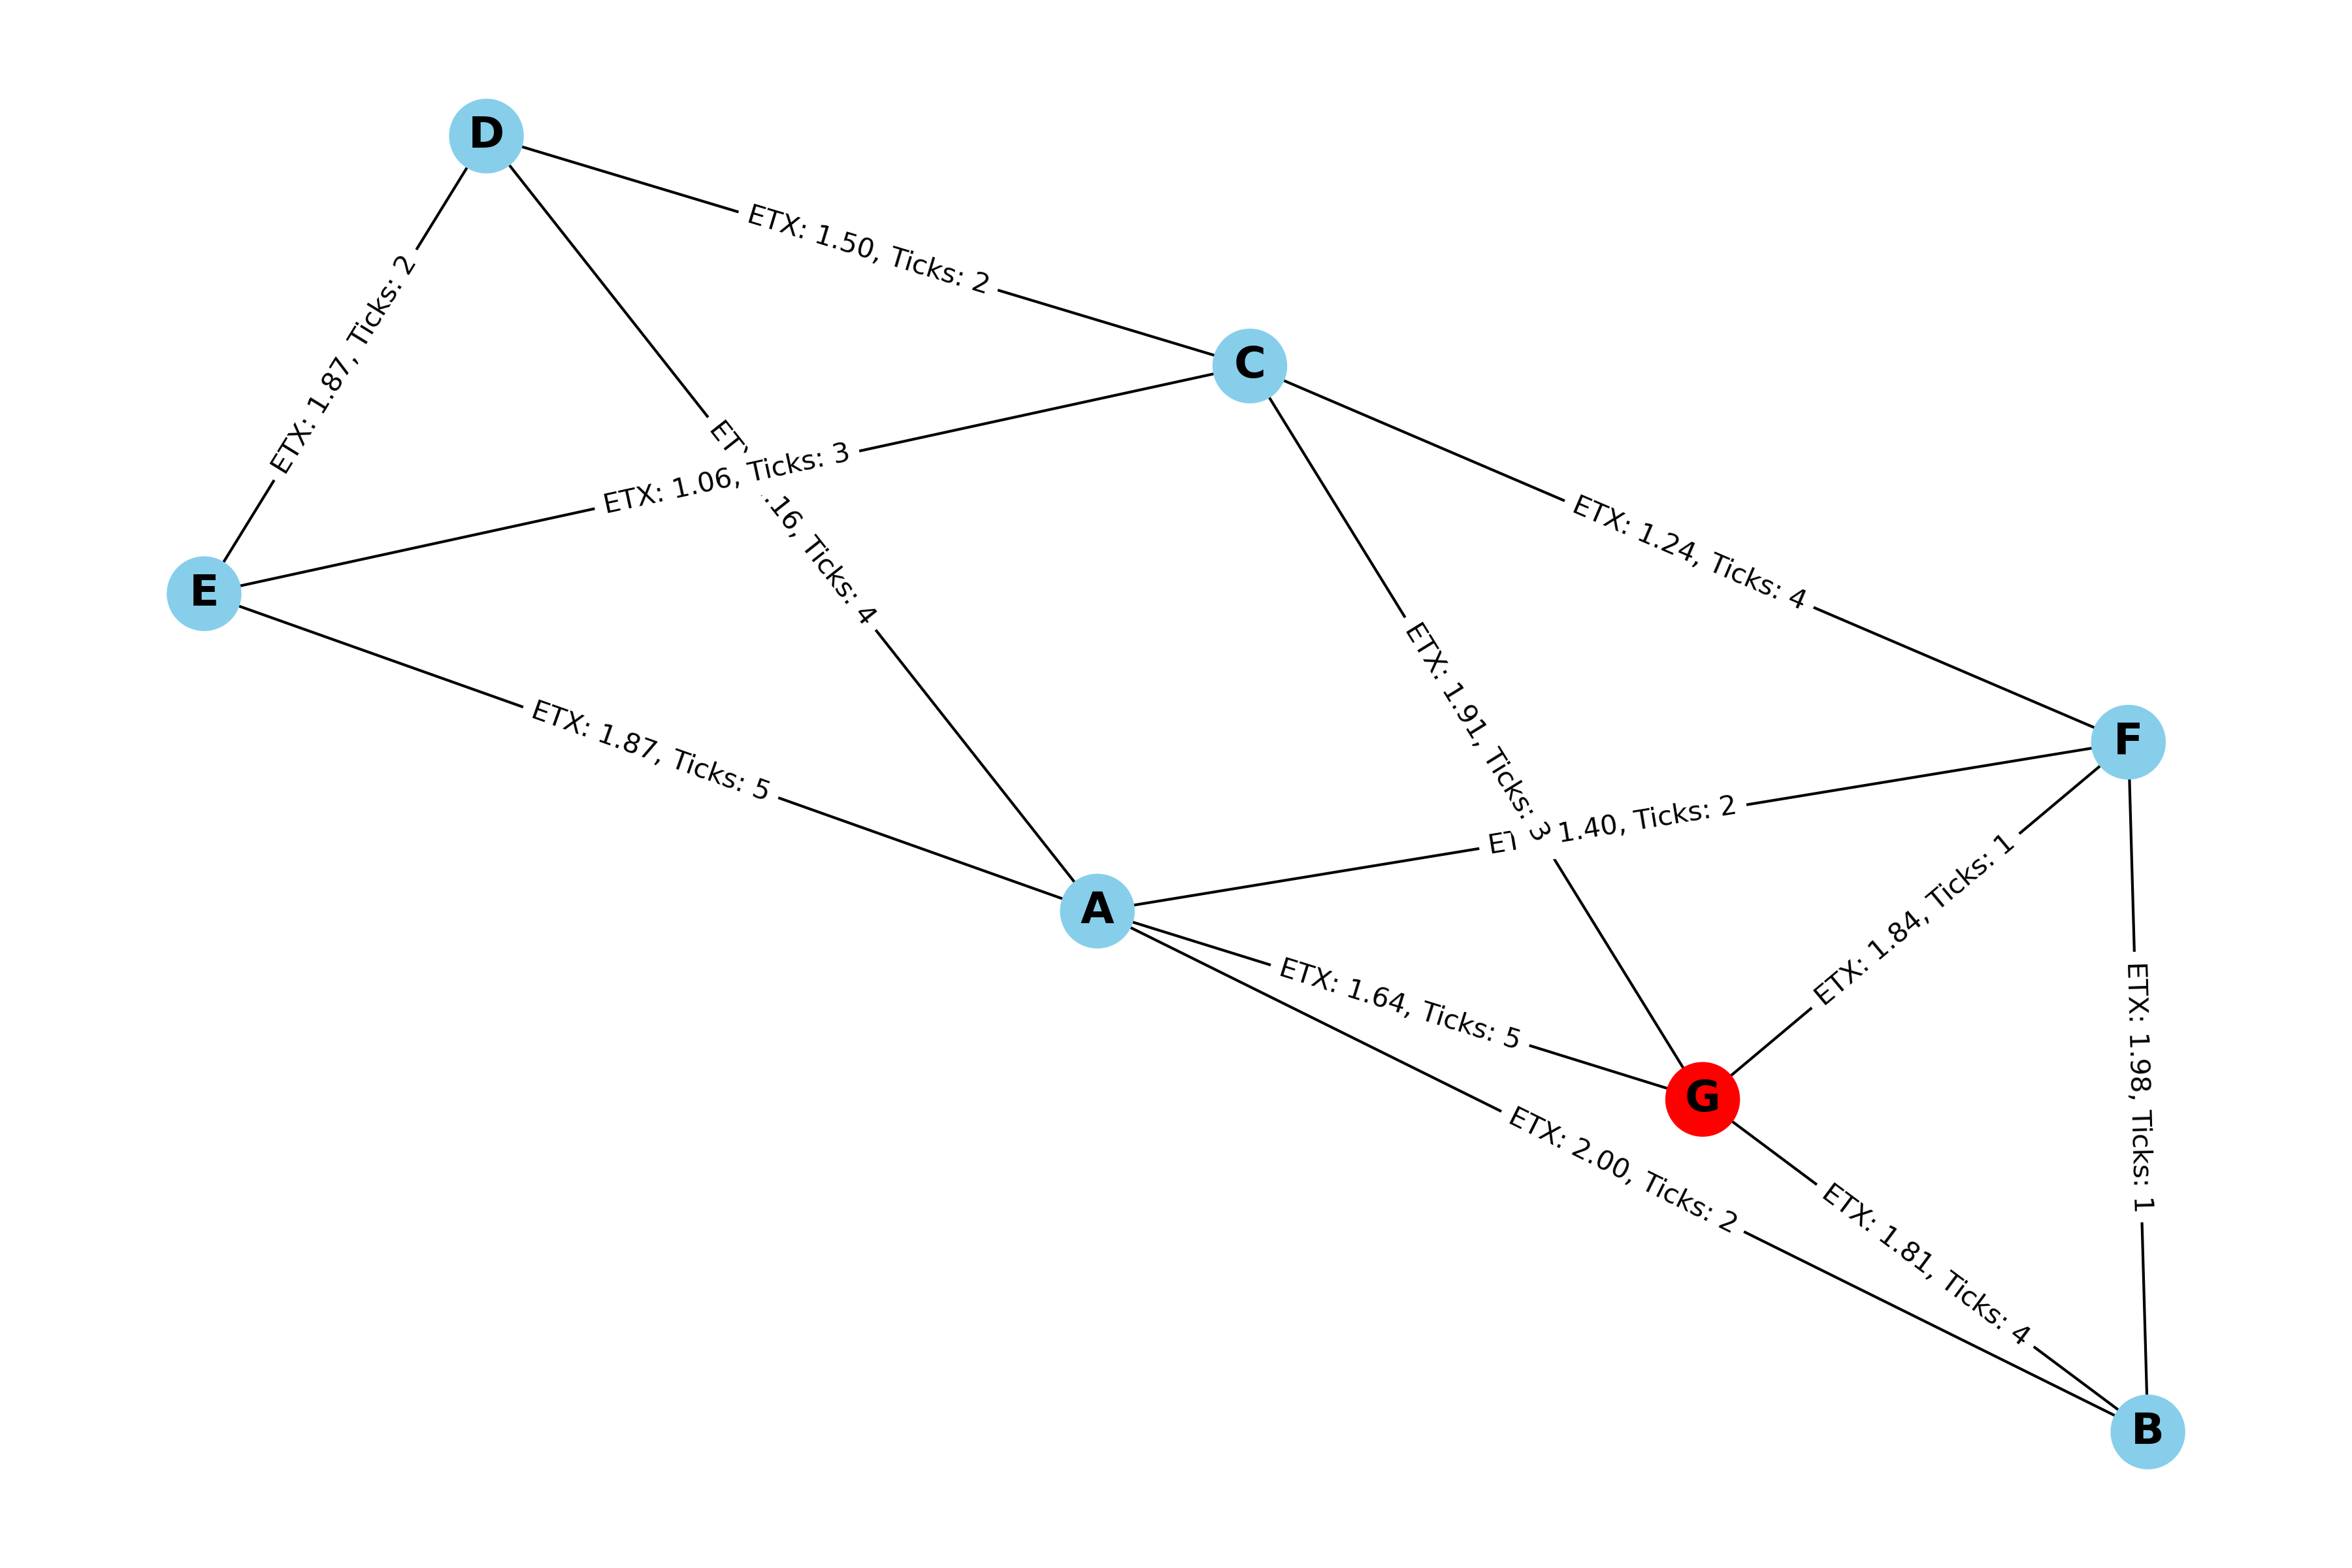 D
ETX: 1.50, Ticks: 2
ETX: 1.87, Ticks: 2
C
ETX: 1.06, Ticks: 3
.16, Ticks: 4
ETX: 1.24, Ticks: 4
E
ETX: 1.91, Ticks: 3
ETX: 1.87, Ticks: 5
F
1.40, Ticks: 2
A
ETX: 1.84, Ticks: 1
ETX: 1.64, Ticks: 5
ETX: 1.98, Ticks: 1
G
ETX: 2.00, Ticks: 2
ETX: 1.81, Ticks: 4
B